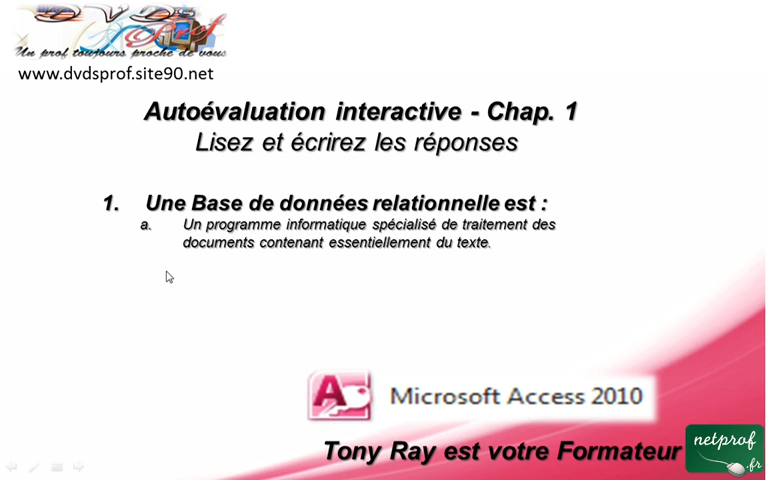 DVDs Prof
Un prof toujours proche de vous
www.dvdsprof.site90.net
Autoévaluation interactive - Chap. 1
Lisez et écrirez les réponses
1. Une Base de données relationnelle est :
a. Un programme informatique spécialisé de traitement des
documents contenant essentiellement du texte.
A
Microsoft Access 2010
Tony Ray est votre Formateur
netprof
.fr